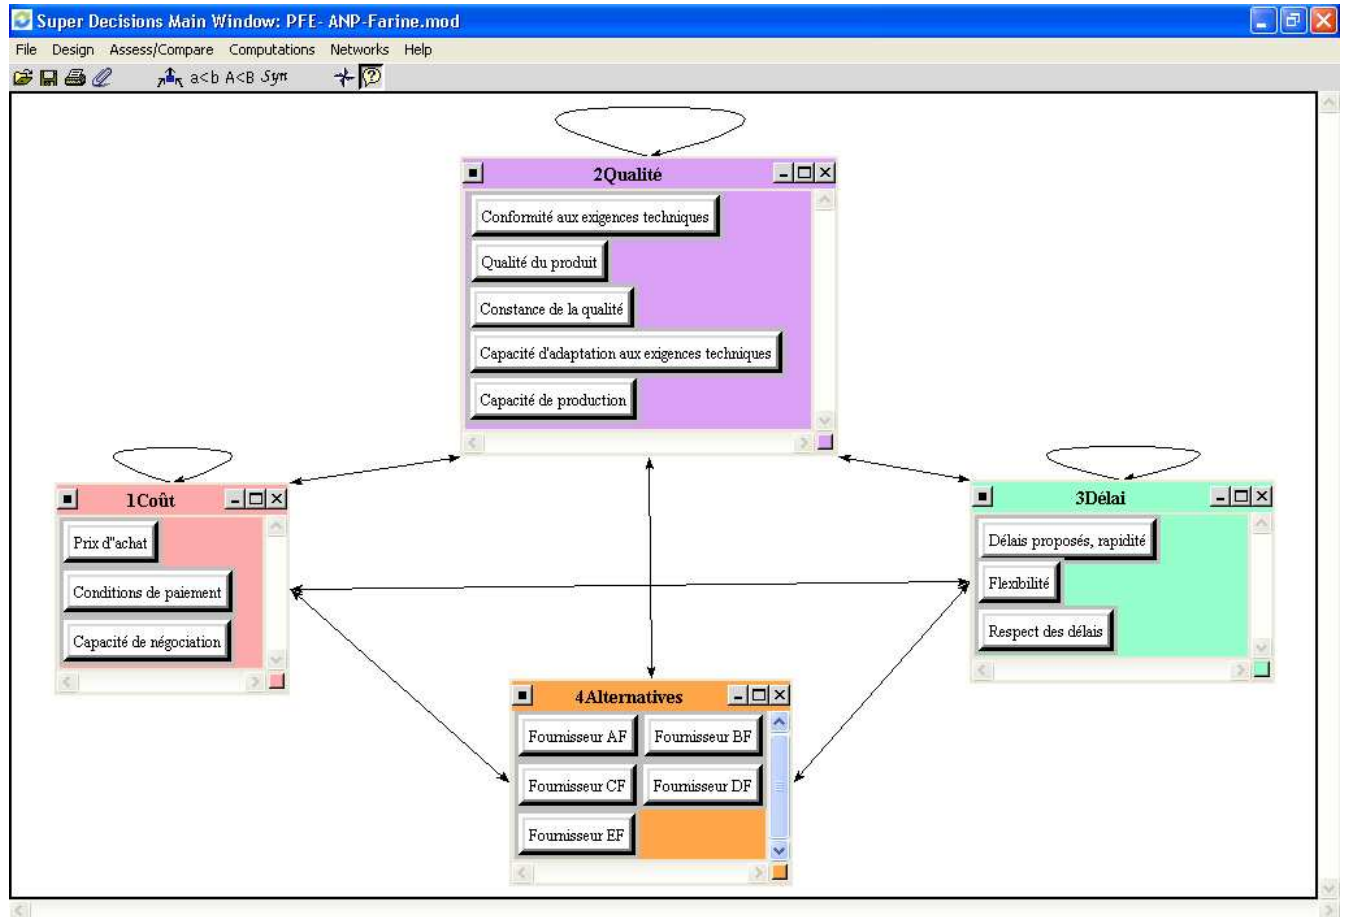 Super Decisions Main Window: PFE- ANP-Farine.mod
File Design Assess/Compare Computations Networks Help
a<b A<B Syn
2Qualité
Conformité aux exigences techniques
Qualité du produit
Constance de la qualité
Capacité d'adaptation aux exigences techniques
Capacité de production
1Coût
Prix d"achat
Conditions de paiement
Capacité de négociation
3Délai
Délais proposés, rapidité
Flexibilité
Respect des délais
4Alternatives
Fournisseur AF Fournisseur BF
Fournisseur CF Fournisseur DF
Fournisseur EF